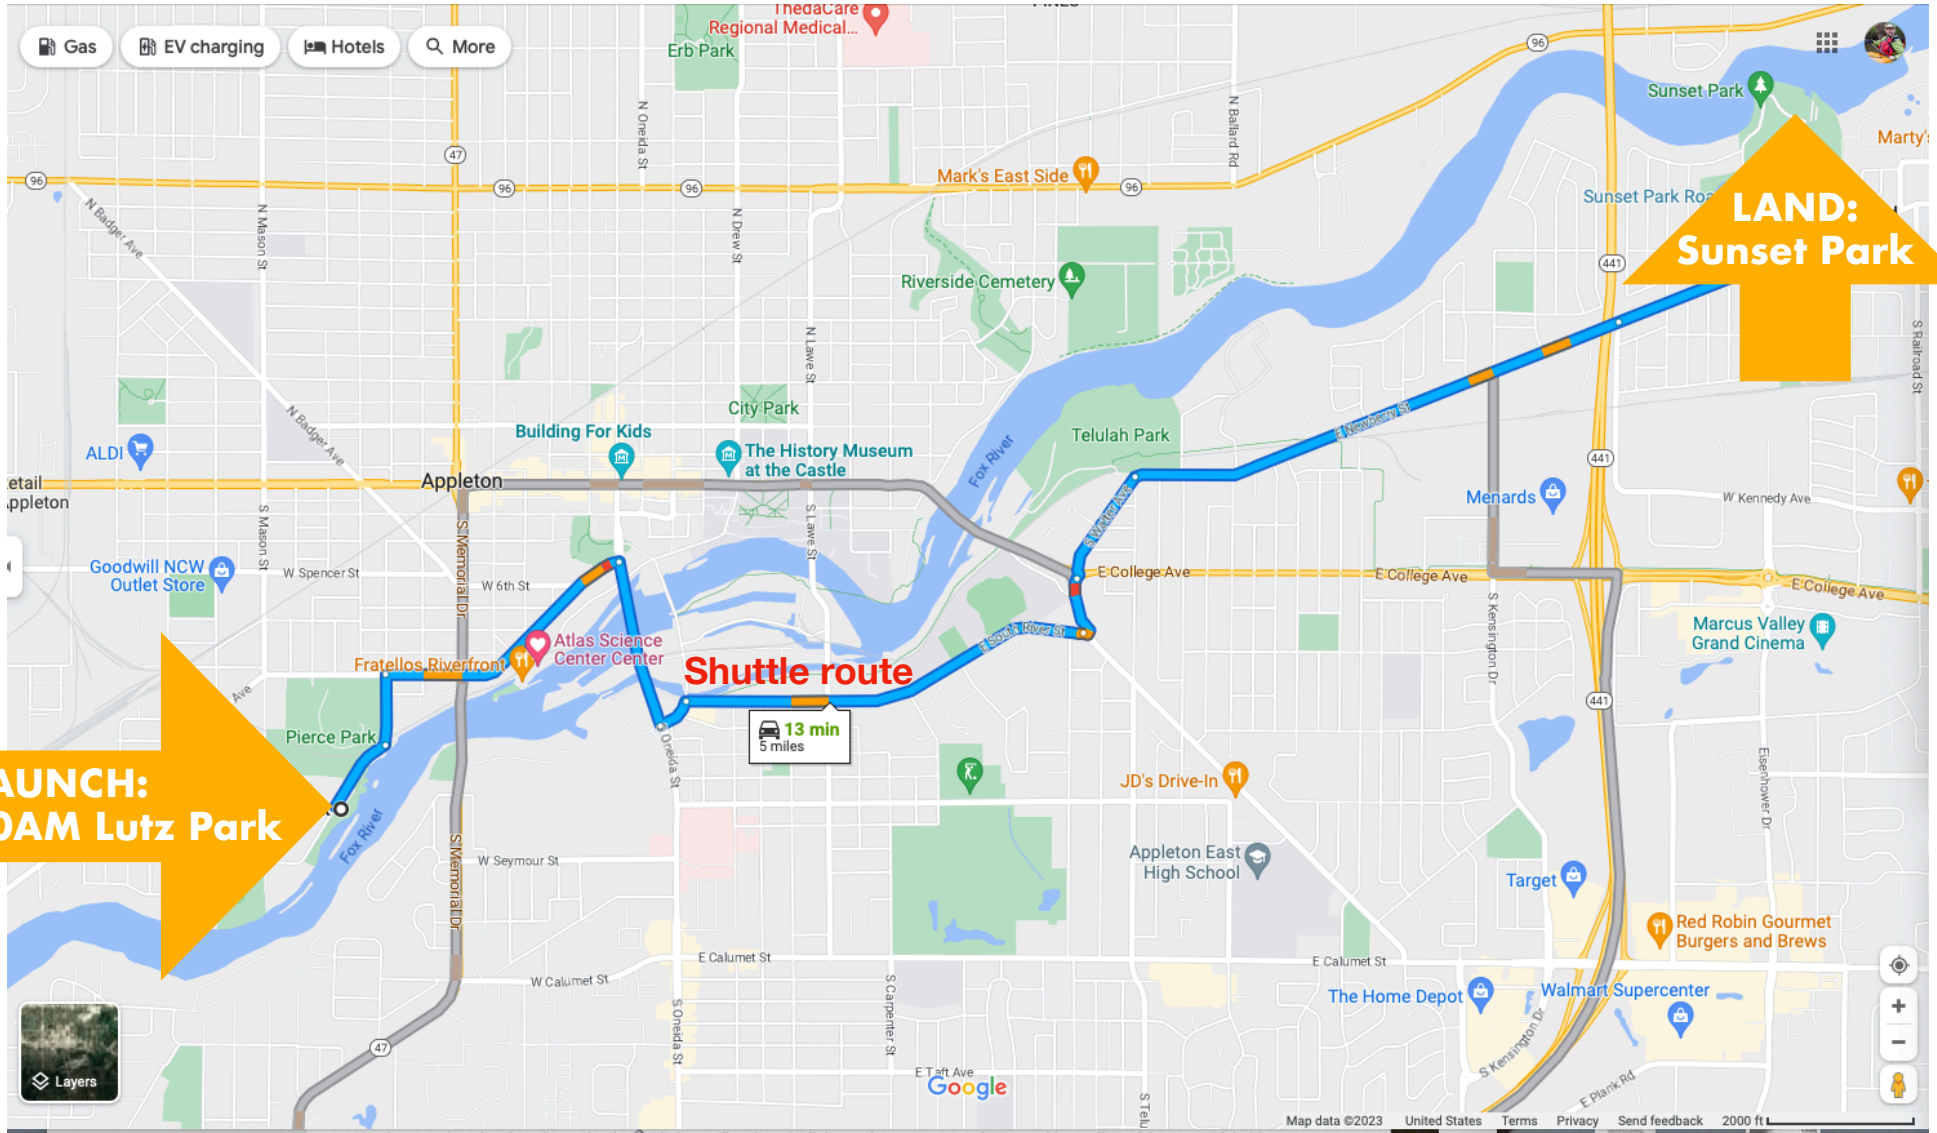 Gas
EV charging
Hotels
More
ThedaCare
Regional Medical...
Erb Park
PINES
96
Sunset Park
Marty's
N Oneida St
N Ballard Rd
47
96
96
96
Mark's East Side
96
N Badger Ave
N Mason St
N Drew St
Sunset Park Roa
LAND:
Sunset Park
441
Riverside Cemetery
S Railroad St
N Lawe St
City Park
N Badger Ave
Building For Kids
The History Museum
at the Castle
ALDI
Telulah Park
E Newberry St
Fox River
441
etail
Appleton
Appleton
Menards
W Kennedy Ave
S Mason St
S Memorial Dr
S Lawe St
S Walter Ave
Goodwill NCW
Outlet Store
W Spencer St
W 6th St
E College Ave
E College Ave
E College Ave
S Kensington Dr
Marcus Valley
Grand Cinema
E South River St
Atlas Science
Center Center
Fratellos Riverfront
Shuttle route
Ave
441
Pierce Park
13 min
5 miles
S Oneida St
JD's Drive-In
Eisenhower Dr
AUNCH:
0AM Lutz Park
Fox River
W Seymour St
S Memorial Dr
Appleton East
High School
Target
Red Robin Gourmet
Burgers and Brews
E Calumet St
E Calumet St
W Calumet St
The Home Depot
Walmart Supercenter
S Carpenter St
S Oneida St
S Kensington Dr
47
E Taft Ave
Google
E Plank Rd
Layers
S Telu
Map data ©2023
United States
Terms
Privacy
Send feedback
2000 ft